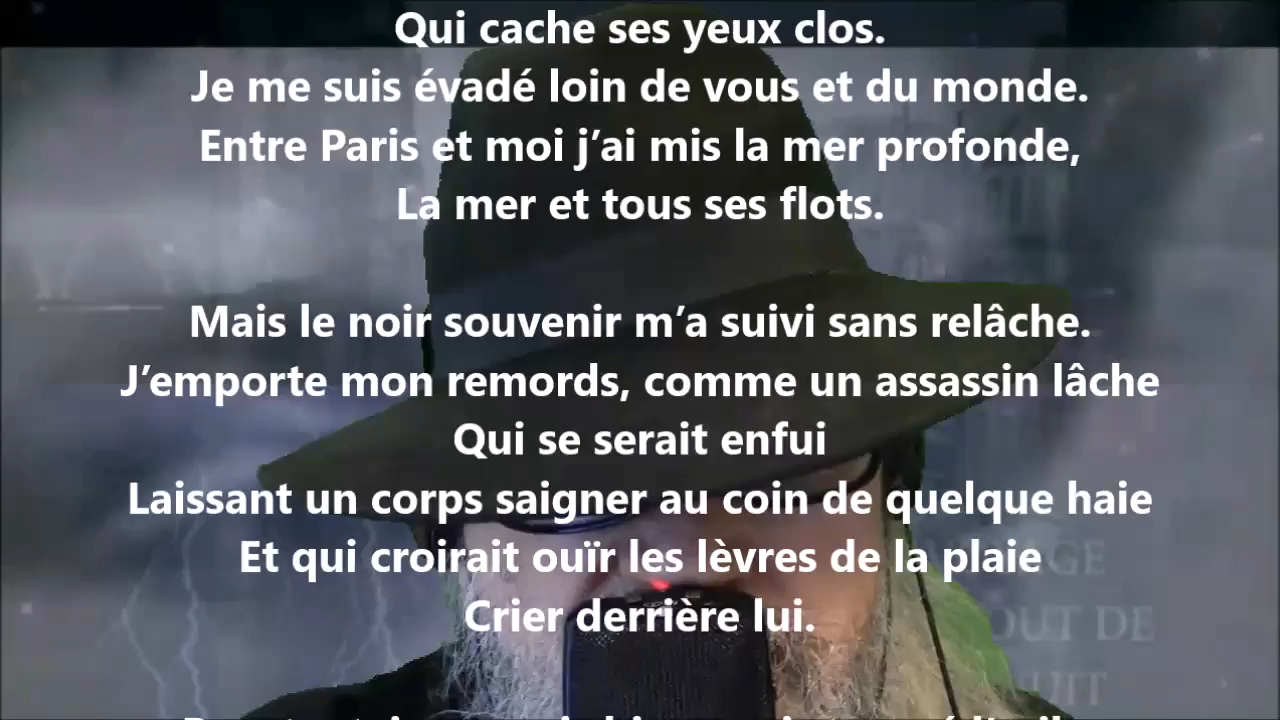 Qui cache ses yeux clos.
Je me suis évadé loin de vous et du monde.
Entre Paris et moi j’ai mis la mer profonde,
La mer et tous ses flots.
Mais le noir souvenir m’a suivi sans relâche.
J’emporte mon remords, comme un assassin lâche
Qui se serait enfui
Laissant un corps saigner au coin de quelque haie
Et qui croirait ouïr les lèvres de la plaie
Crier derrière lui.
OUT DE